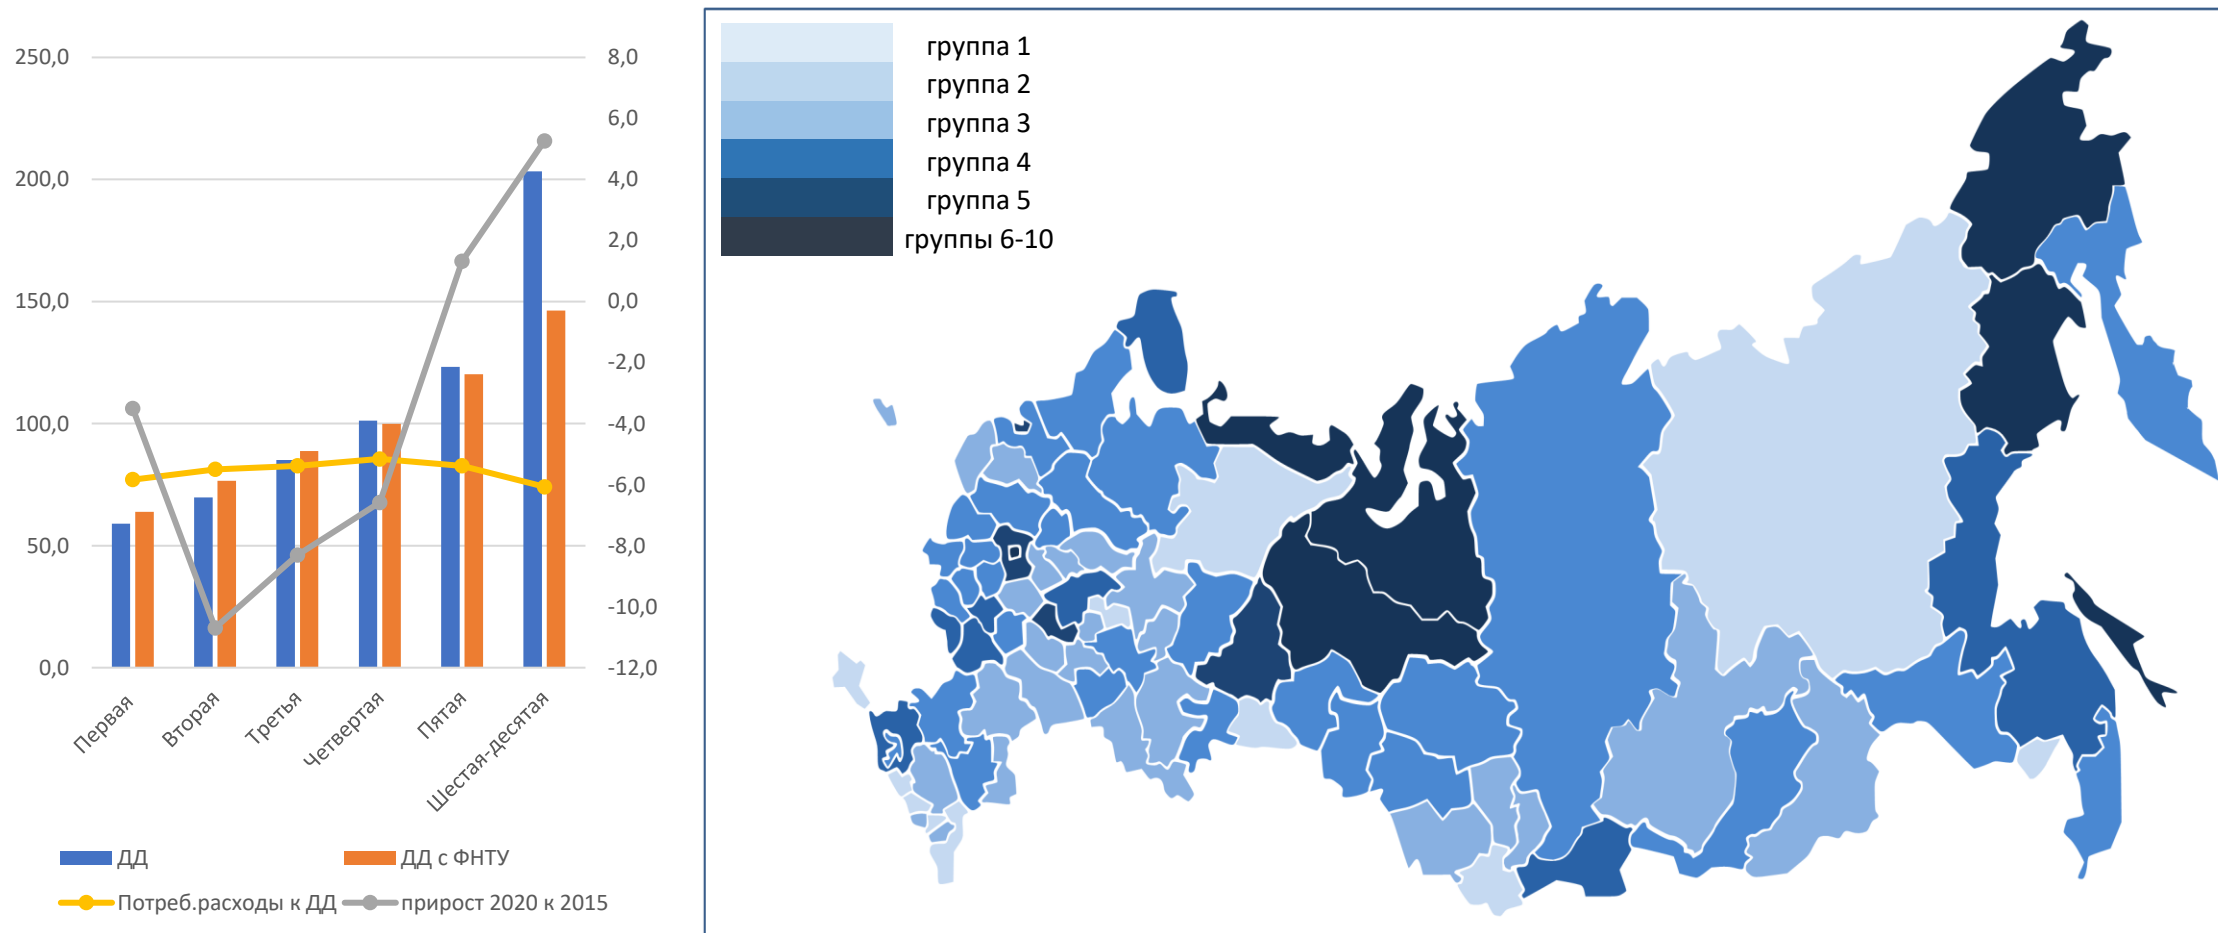 250,0
200,0
150,0
100,0
50,0
0,0
8,0
6,0
4,0
2,0
0,0
-2,0
-4,0
-6,0
-8,0
-10,0
-12,0
Первая
Вторая
Третья
Четвертая
Пятая
Шестая-десятая
ДД
ДД с ФНТУ
Потреб.расходы к ДД
прирост 2020 к 2015
группа 1
группа 2
группа 3
группа 4
группа 5
группы 6-10